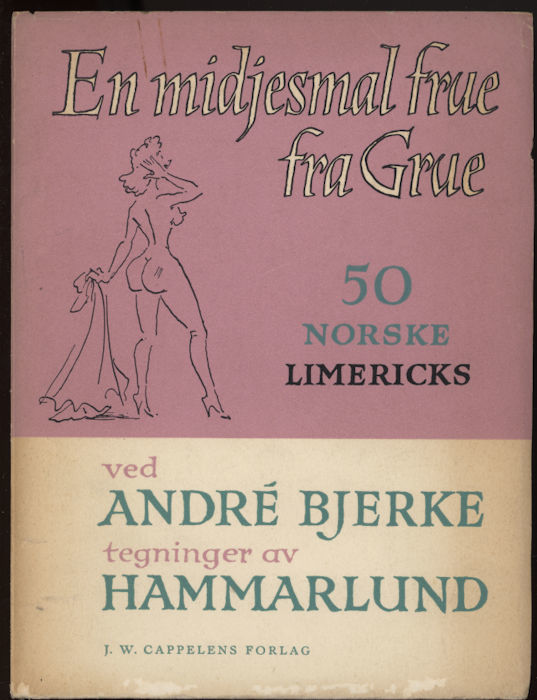 En midjesmal frue
fra Grue
50
NORSKE
LIMERICKS
ved
ANDRÉ BJERKE
tegninger av
HAMMARLUND
J. W. CAPPELENS FORLAG